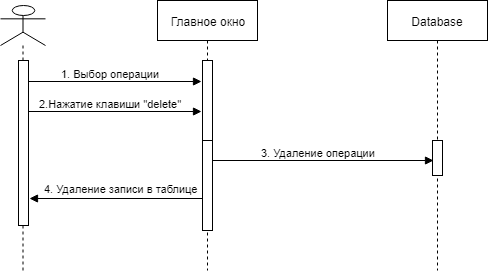 Главное окно
Database
1. Выбор операции
2.Нажатие клавиши "delete"
3. Удаление операции
4. Удаление записи в таблице